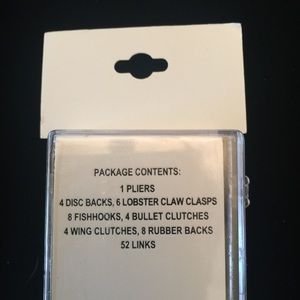 PACKAGE CONTENTS:
1 PLIERS
4 DISC BACKS, 6 LOBSTER CLAW CLASPS
8 FISHHOOKS, 4 BULLET CLUTCHES
4 WING CLUTCHES, 8 RUBBER BACKS
52 LINKS